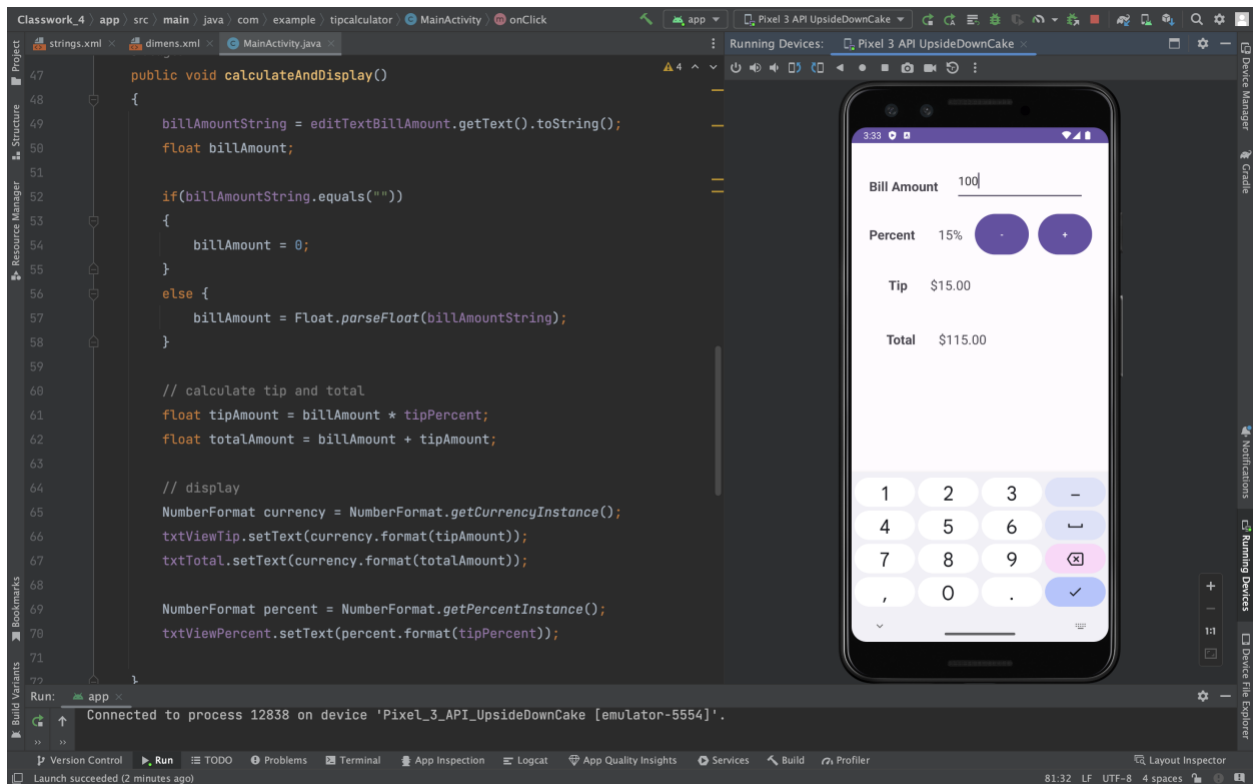 Classwork_4 app src main java com example tipcalculator MainActivity onClick app Pixel 3 API UpsideDownCake
strings.xml dimens.xml MainActivity.java
Running Devices: Pixel 3 API UpsideDownCake
Project
Structure
Resource Manager
Bookmarks
Build Variants
4
47 public void calculateAndDisplay()
48 {
49 billAmountString = editTextBillAmount.getText().toString();
50 float billAmount;
51
52 if(billAmountString.equals(""))
53 {
54 billAmount = 0;
55 }
56 else {
57 billAmount = Float.parseFloat(billAmountString);
58 }
59
60 // calculate tip and total
61 float tipAmount = billAmount * tipPercent;
62 float totalAmount = billAmount + tipAmount;
63
64 // display
65 NumberFormat currency = NumberFormat.getCurrencyInstance();
66 txtViewTip.setText(currency.format(tipAmount));
67 txtTotal.setText(currency.format(totalAmount));
68
69 NumberFormat percent = NumberFormat.getPercentInstance();
70 txtViewPercent.setText(percent.format(tipPercent));
71
72 }
3:33
Bill Amount 100
Percent 15% - +
Tip $15.00
Total $115.00
1 2 3 –
4 5 6
7 8 9
, 0 .
1:1
Device Manager
Gradle
Notifications
Running Devices
Device File Explorer
Run: app
Connected to process 12838 on device 'Pixel_3_API_UpsideDownCake [emulator-5554]'.
Version Control Run TODO Problems Terminal App Inspection Logcat App Quality Insights Services Build Profiler Layout Inspector
Launch succeeded (2 minutes ago) 81:32 LF UTF-8 4 spaces